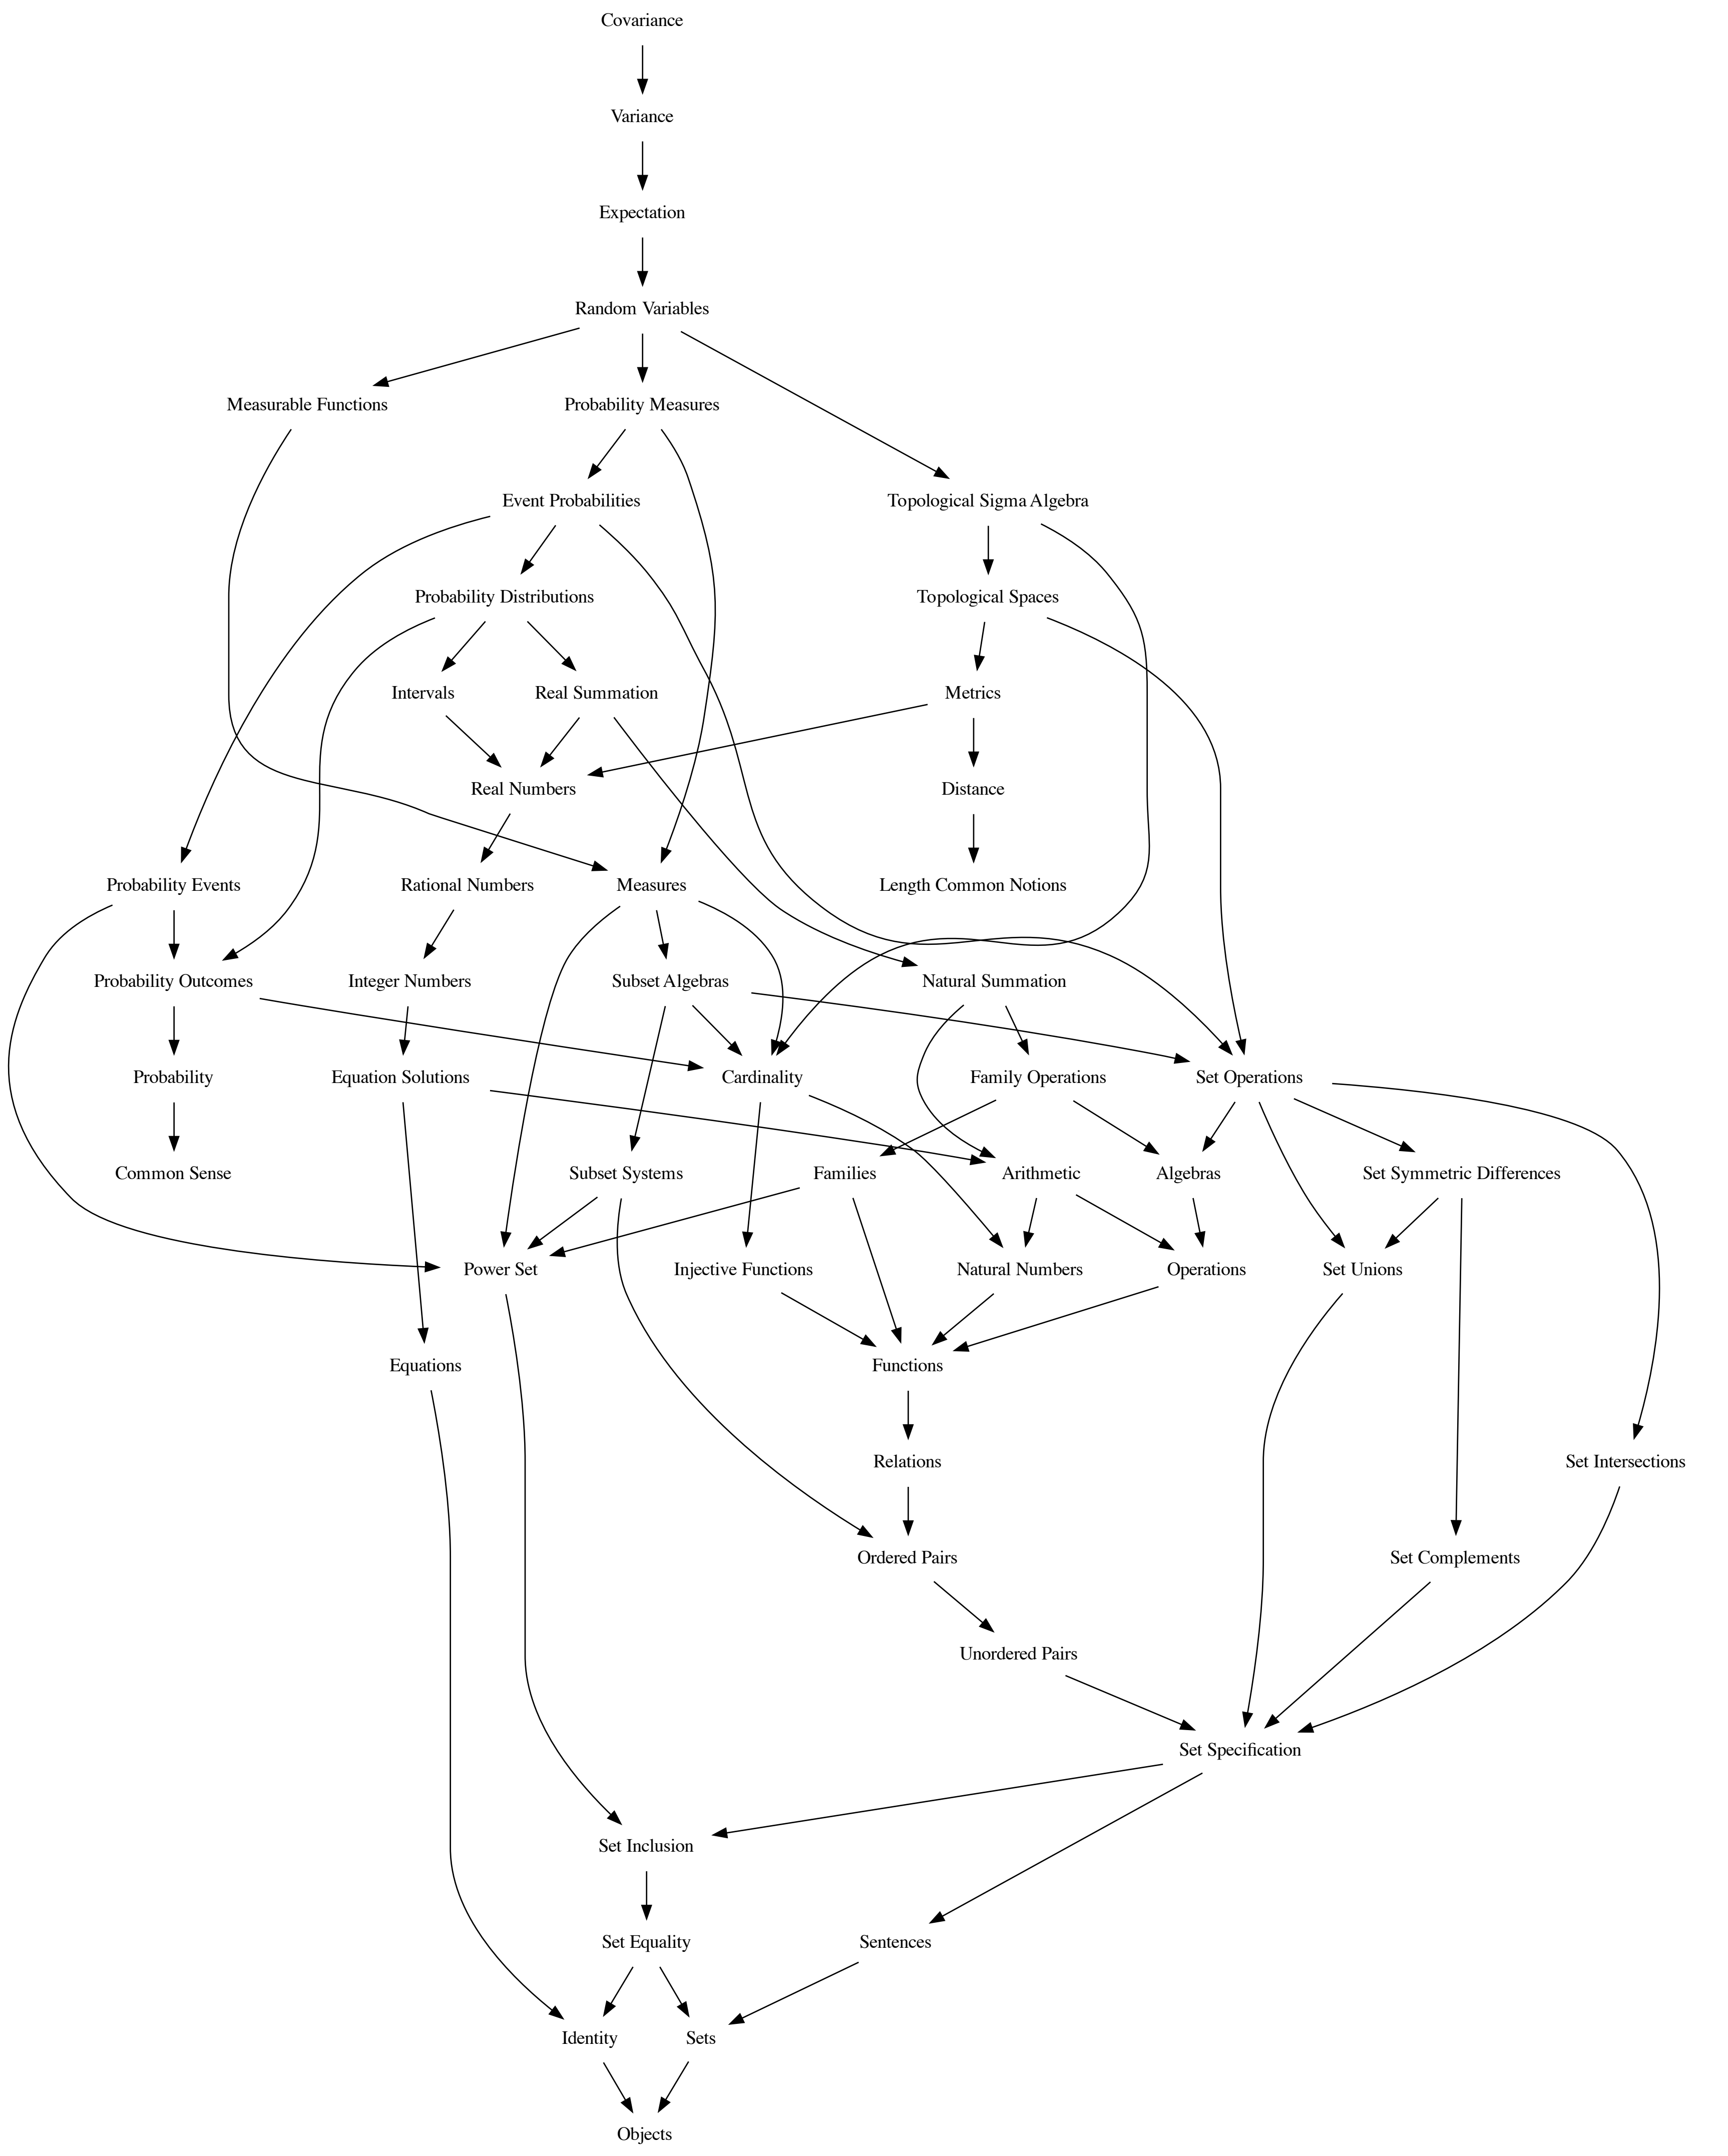 Covariance
Variance
Expectation
Random Variables
Measurable Functions
Probability Measures
Event Probabilities
Topological Sigma Algebra
Probability Distributions
Topological Spaces
Intervals
Real Summation
Metrics
Real Numbers
Distance
Probability Events
Rational Numbers
Measures
Length Common Notions
Probability Outcomes
Integer Numbers
Subset Algebras
Natural Summation
Probability
Equation Solutions
Cardinality
Family Operations
Set Operations
Common Sense
Subset Systems
Families
Arithmetic
Algebras
Set Symmetric Differences
Power Set
Injective Functions
Natural Numbers
Operations
Set Unions
Equations
Functions
Relations
Set Intersections
Ordered Pairs
Set Complements
Unordered Pairs
Set Specification
Set Inclusion
Set Equality
Sentences
Identity
Sets
Objects